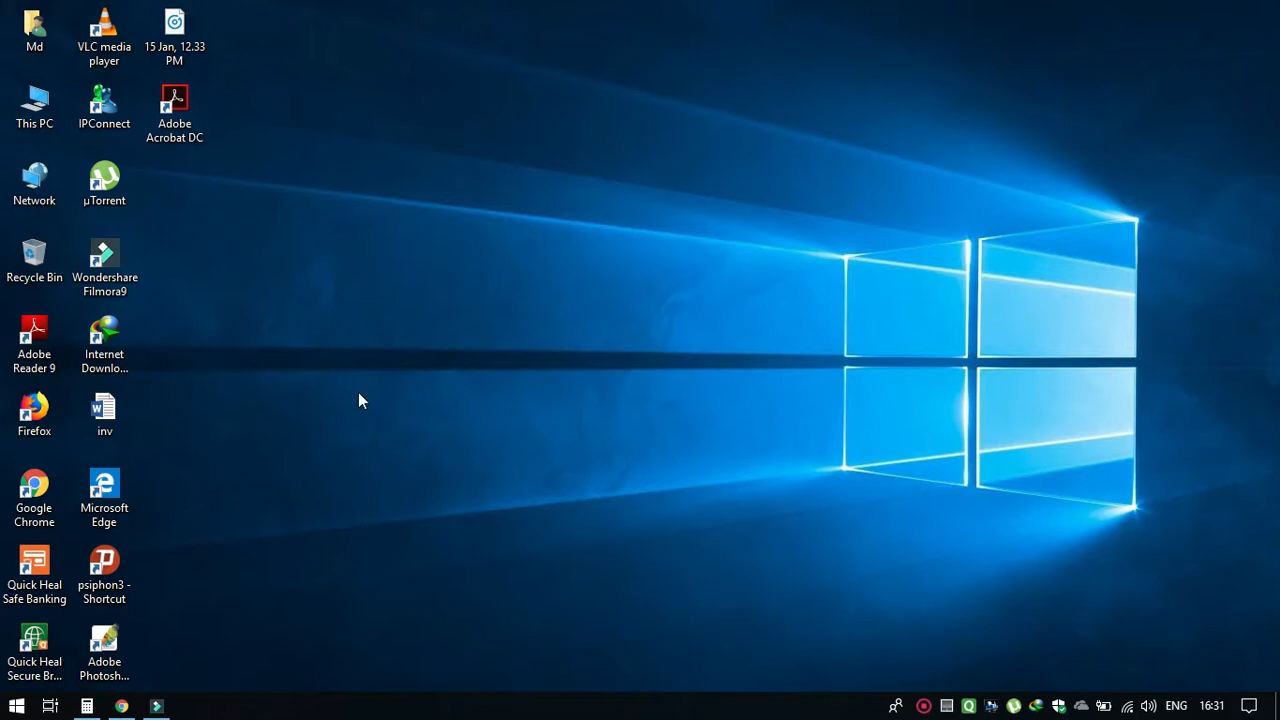 Md
VLC media
player
15 Jan, 12.33
PM
This PC
IPConnect
Adobe
Acrobat DC
Network
µTorrent
Recycle Bin
Wondershare
Filmora9
Adobe
Reader 9
Internet
Downlo...
Firefox
inv
Google
Chrome
Microsoft
Edge
Quick Heal
Safe Banking
psiphon3 -
Shortcut
Quick Heal
Secure Br...
Adobe
Photosh...
ENG
16:31